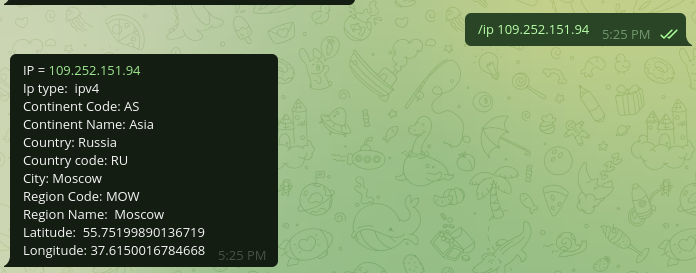 /ip 109.252.151.94 5:25 PM
IP = 109.252.151.94
Ip type: ipv4
Continent Code: AS
Continent Name: Asia
Country: Russia
Country code: RU
City: Moscow
Region Code: MOW
Region Name: Moscow
Latitude: 55.75199890136719
Longitude: 37.6150016784668 5:25 PM